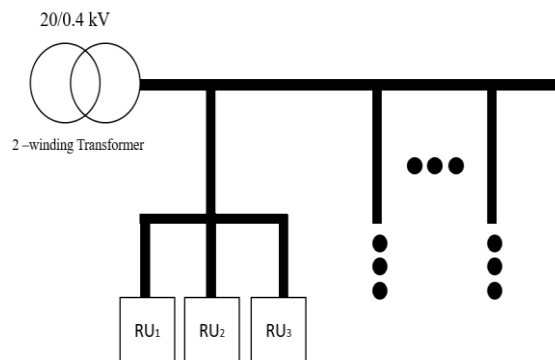 20/0.4 kV
2 –winding Transformer
RU1 RU2 RU3